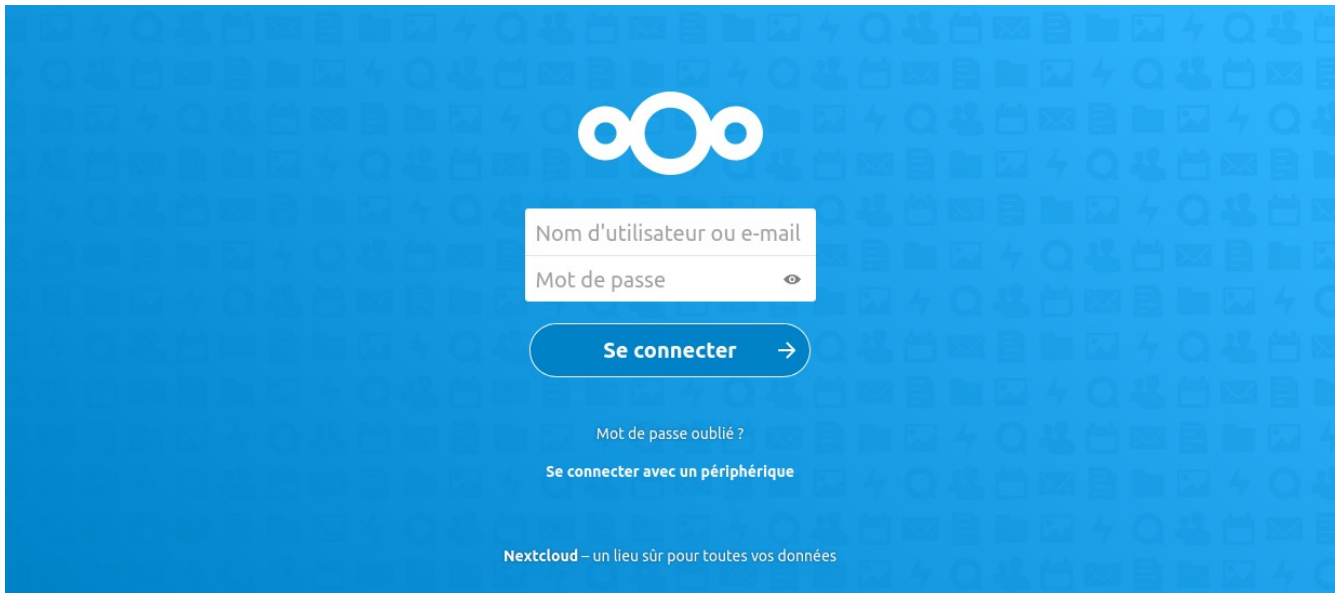 Nom d'utilisateur ou e-mail
Mot de passe
Se connecter
Mot de passe oublié ?
Se connecter avec un périphérique
Nextcloud – un lieu sûr pour toutes vos données